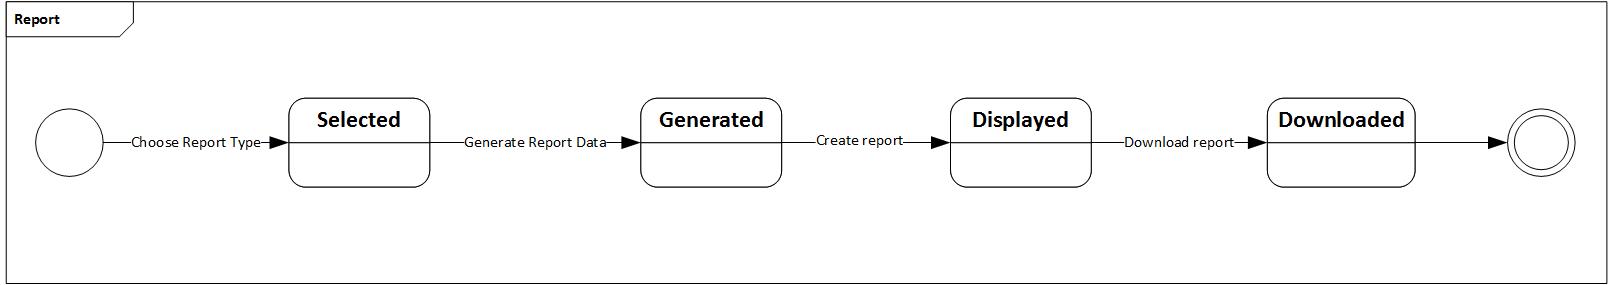 Report
Choose Report Type
Selected
Generate Report Data
Generated
Create report
Displayed
Download report
Downloaded